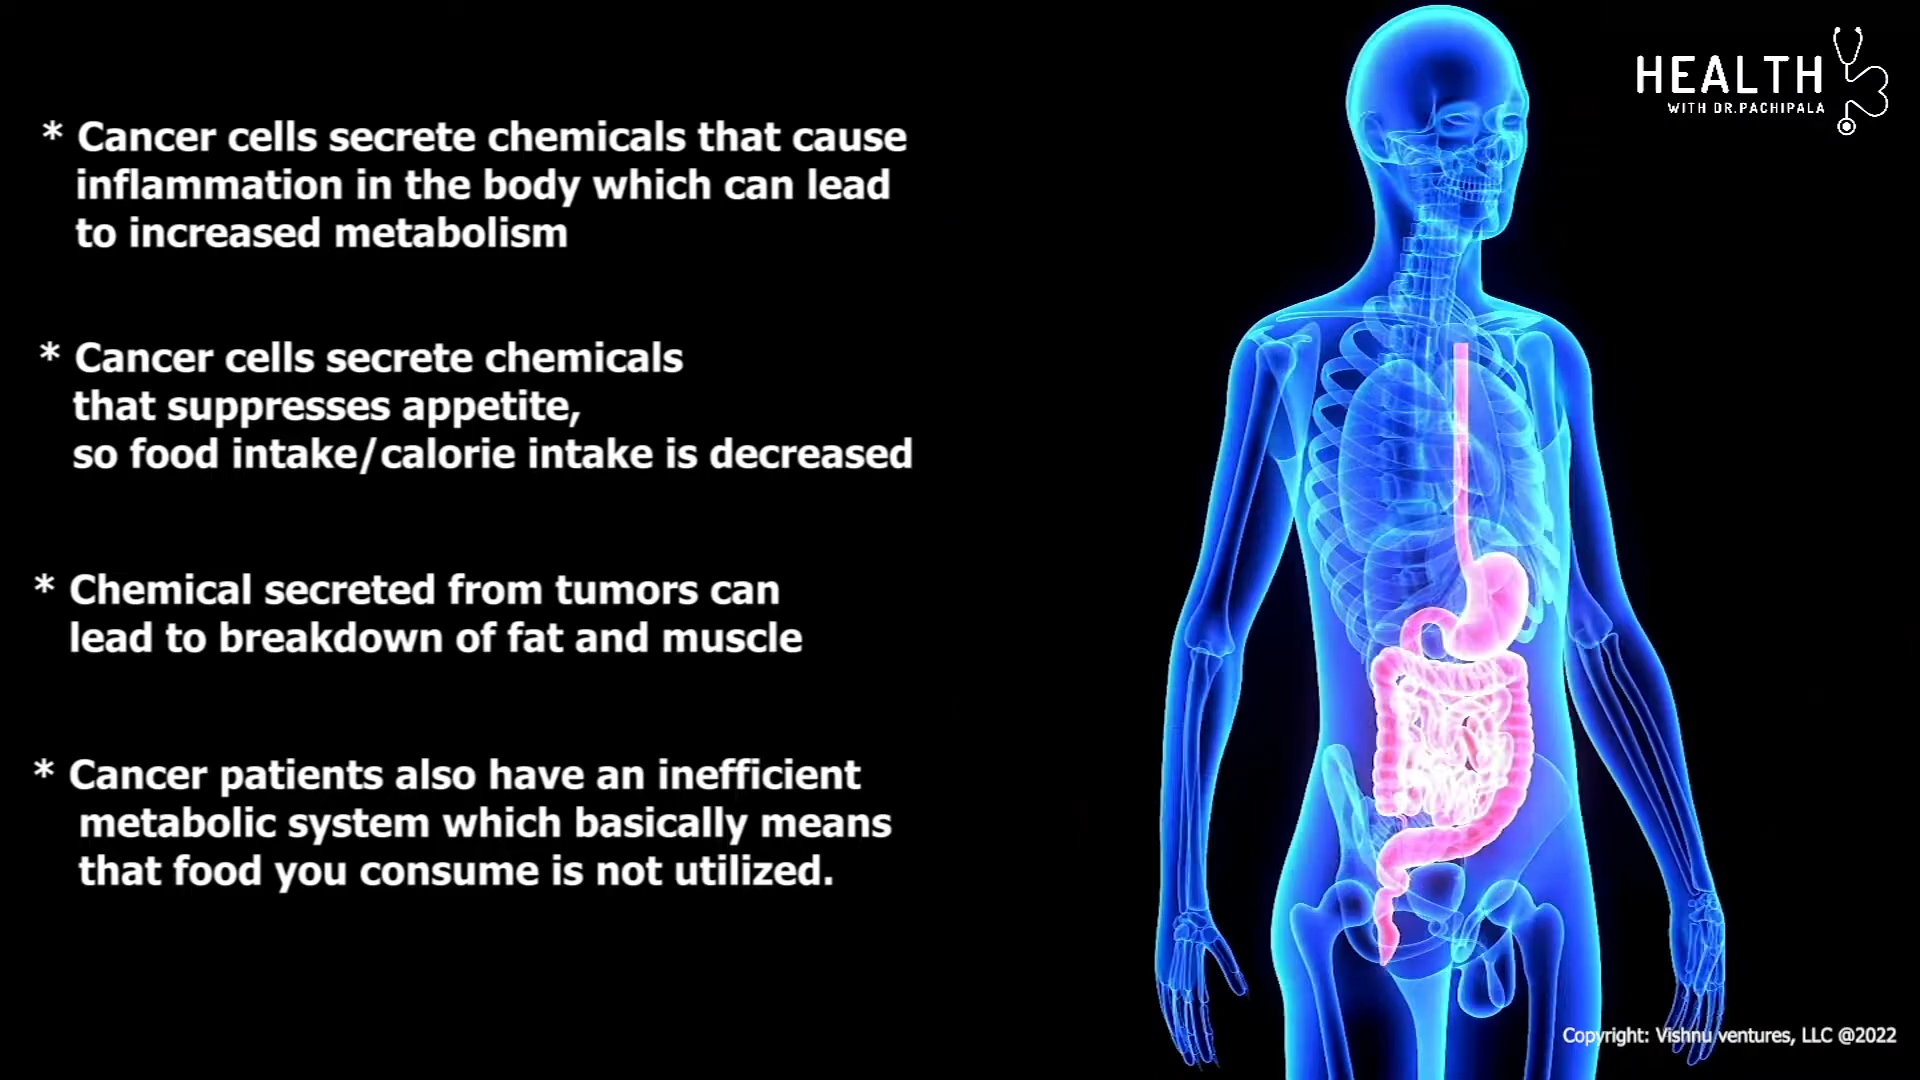 HEALTH
WITH DR.PACHIPALA
* Cancer cells secrete chemicals that cause
inflammation in the body which can lead
to increased metabolism
* Cancer cells secrete chemicals
that suppresses appetite,
so food intake/calorie intake is decreased
* Chemical secreted from tumors can
lead to breakdown of fat and muscle
* Cancer patients also have an inefficient
metabolic system which basically means
that food you consume is not utilized.
Copyright: Vishnu ventures, LLC @2022